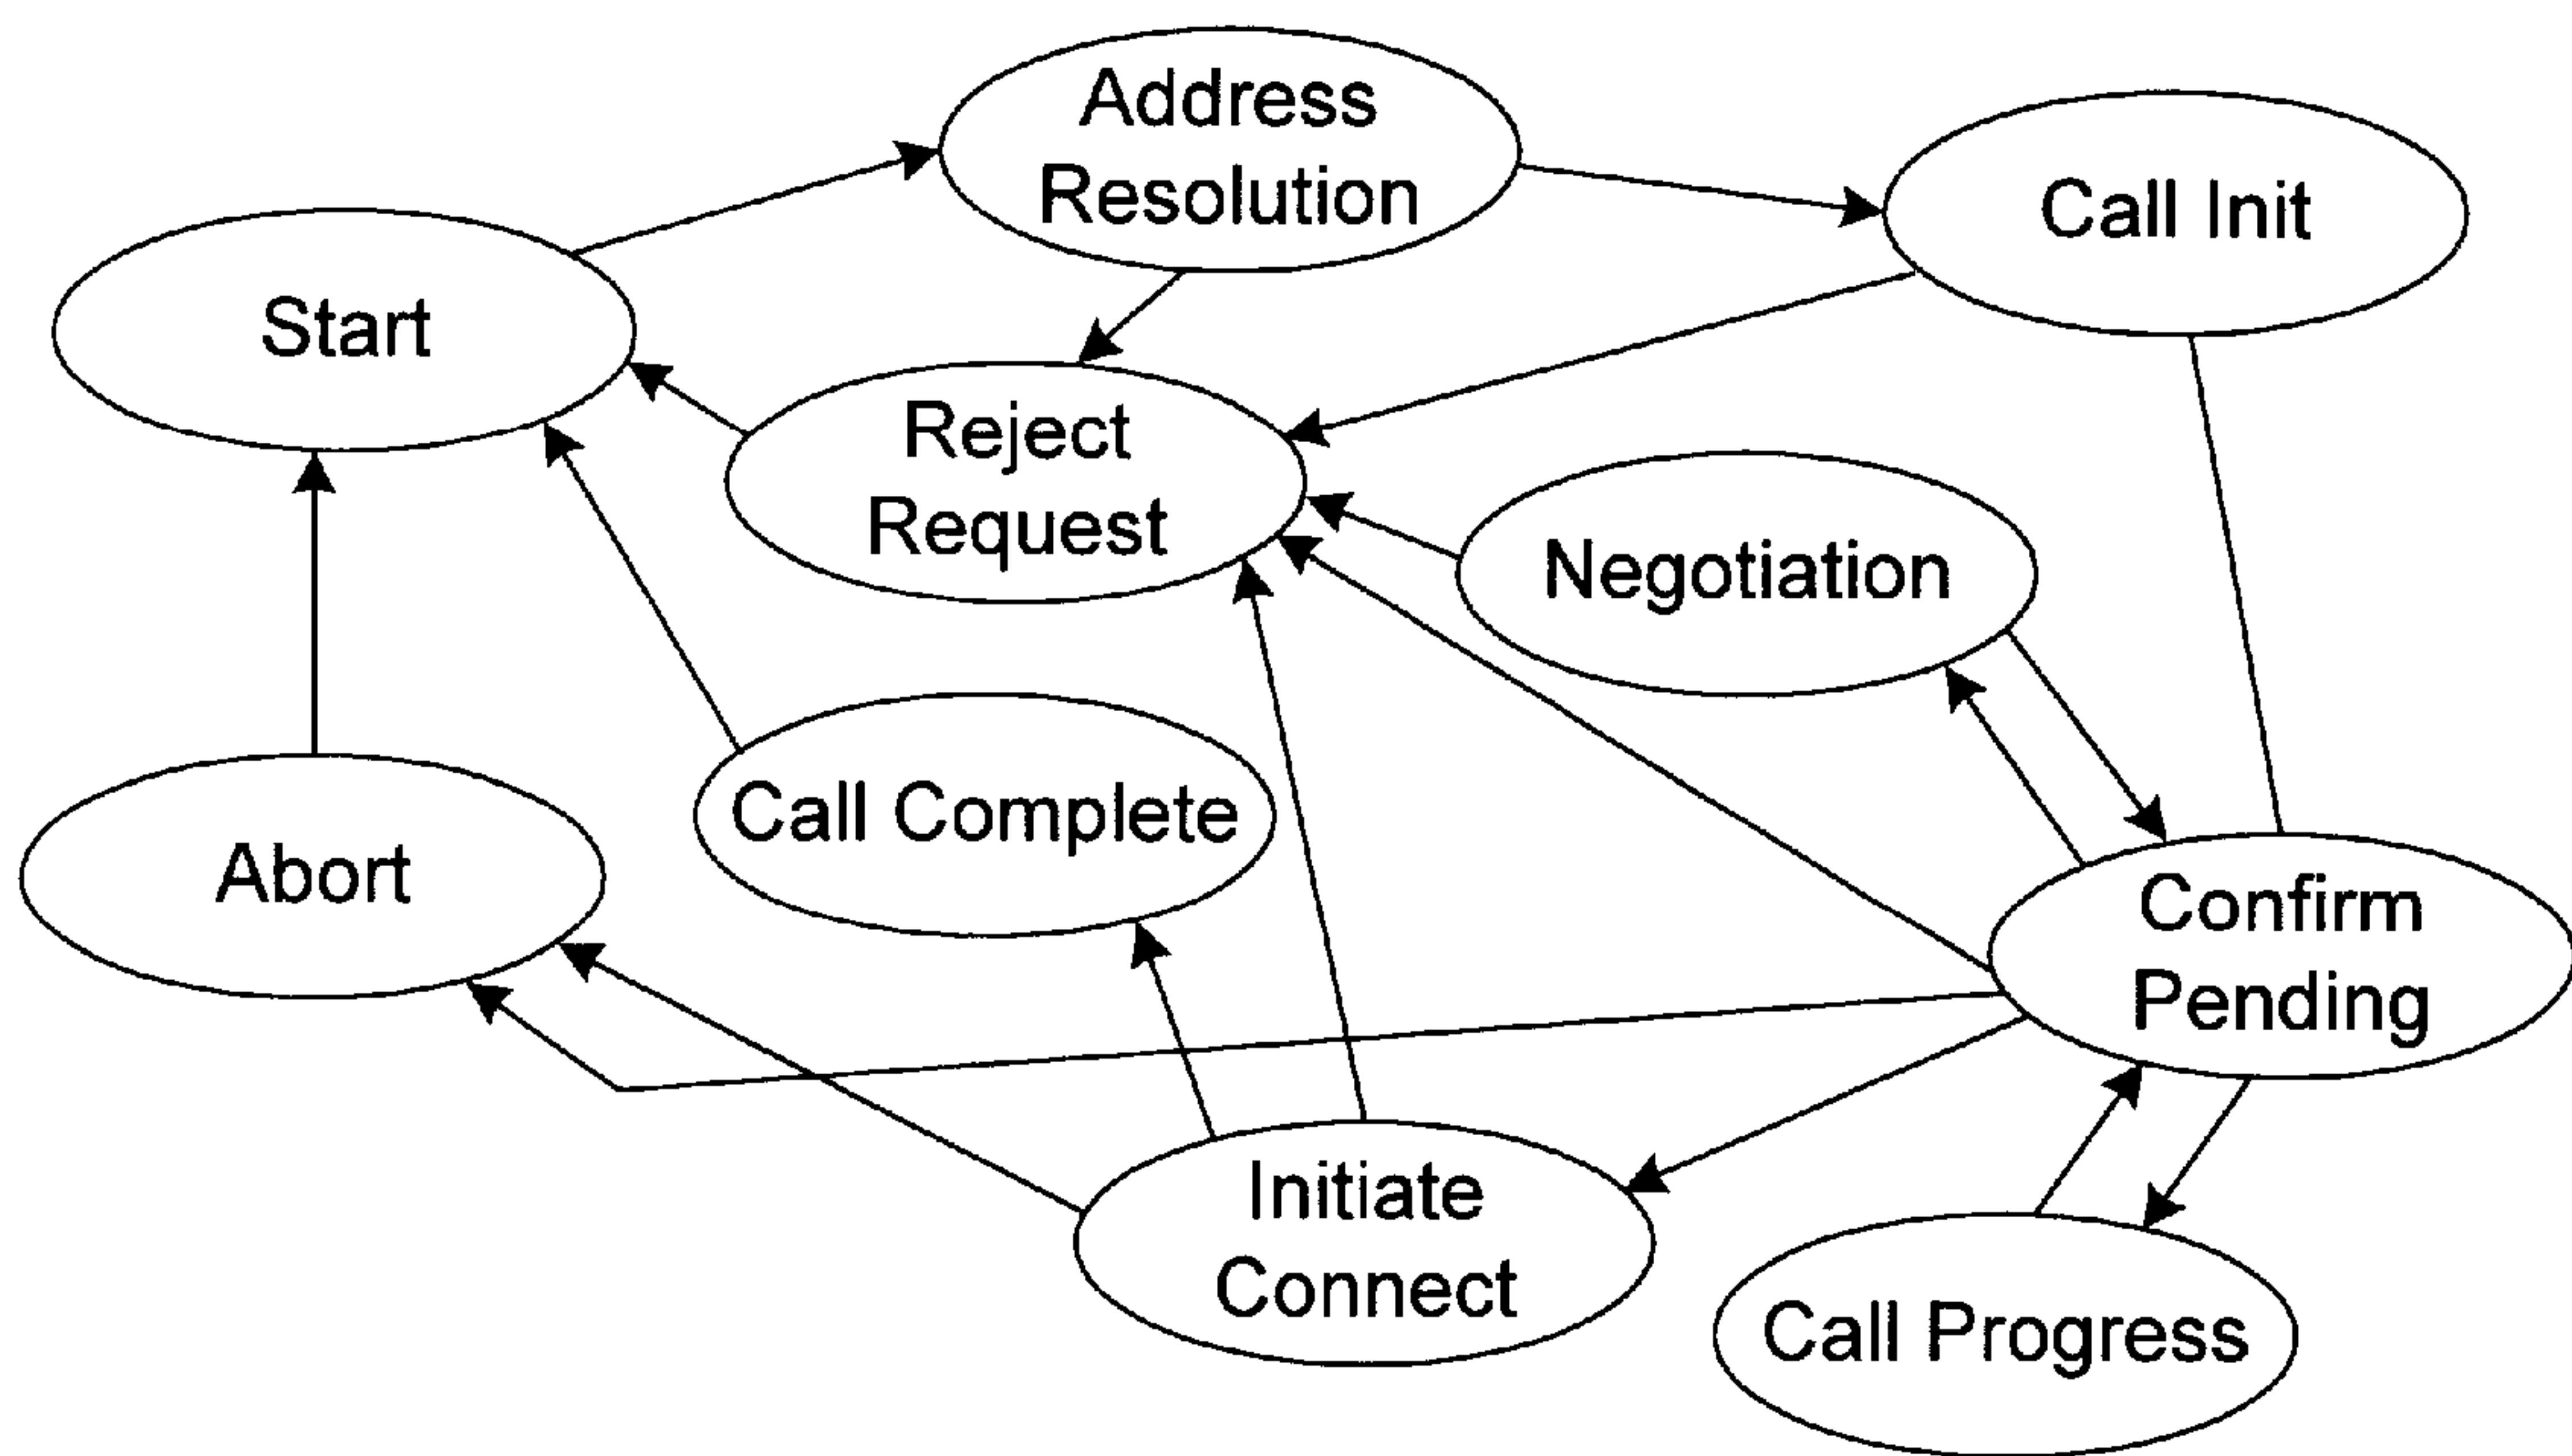 Address
Resolution
Call Init
Start
Reject
Request
Negotiation
Call Complete
Abort
Confirm
Pending
Initiate
Connect
Call Progress